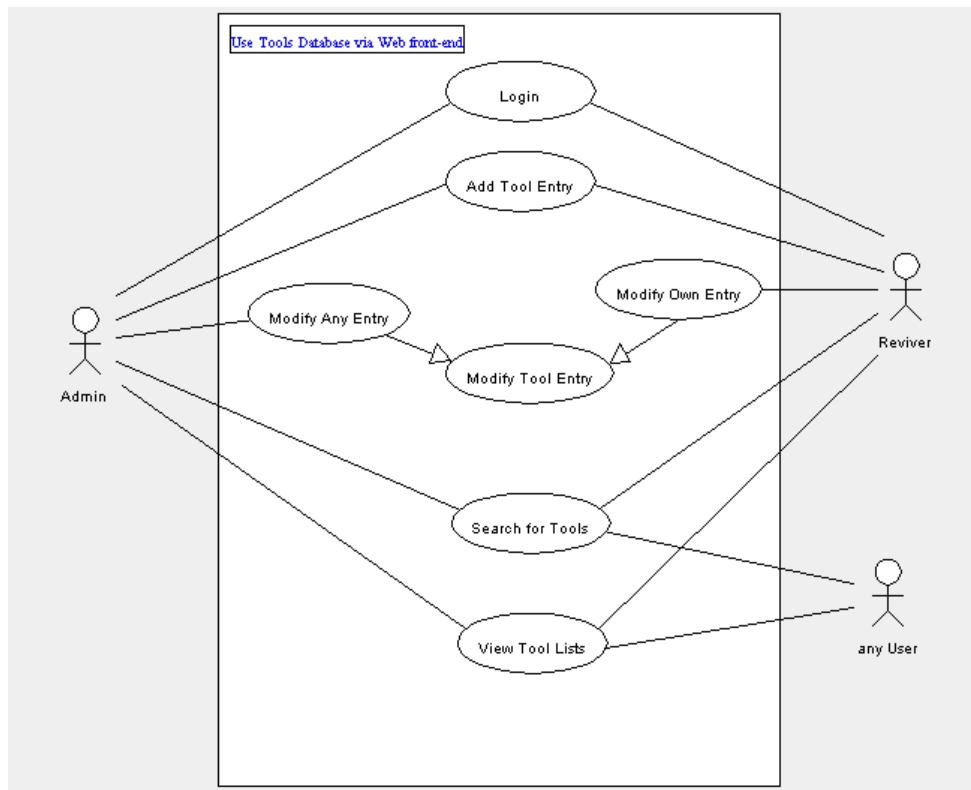 Use Tools Database via Web front-end
Login
Add Tool Entry
Modify Own Entry
Modify Any Entry
Reviver
Modify Tool Entry
Admin
Search for Tools
View Tool Lists
any User